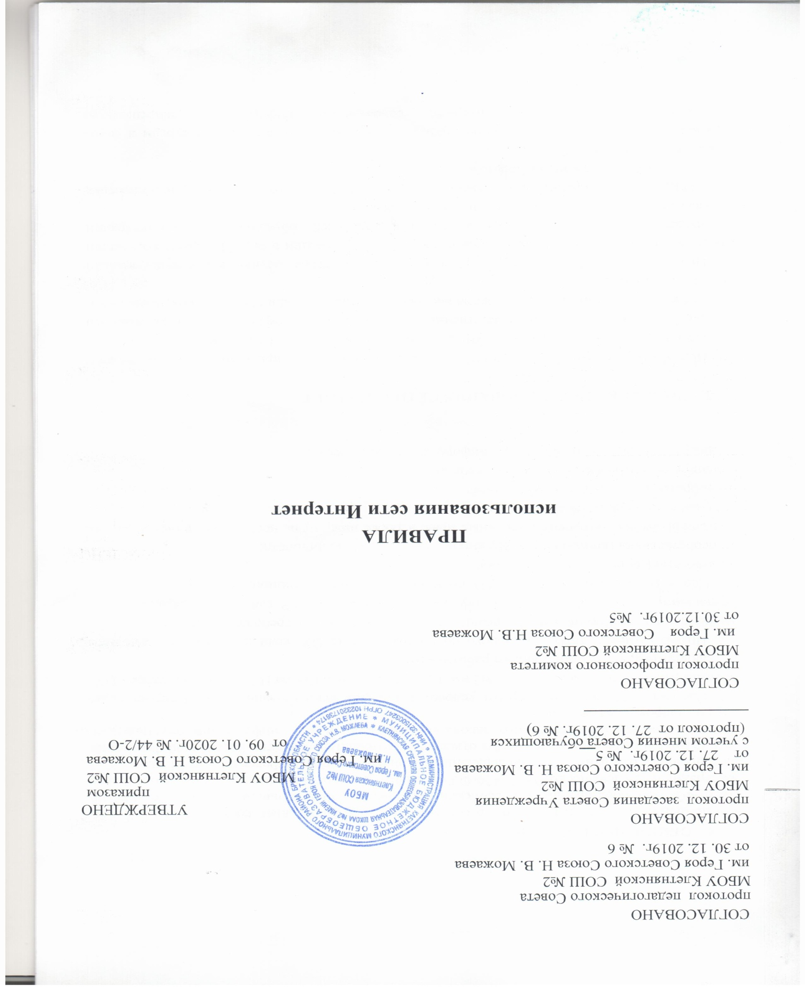 СОГЛАСОВАНО
протокол педагогического Совета
МБОУ Клетнянской СОШ №2
им. Героя Советского Союза Н. В. Можаева
от 30. 12. 2019г. № 6
СОГЛАСОВАНО
протокол заседания Совета Учреждения
МБОУ Клетнянской СОШ №2
им. Героя Советского Союза Н. В. Можаева
от 27. 12. 2019г. № 5
с учетом мнения Совета обучающихся
(протокол от 27. 12. 2019г. № 6)
УТВЕРЖДЕНО
приказом
МБОУ Клетнянской СОШ №2
им. Героя Советского Союза Н. В. Можаева
от 09. 01. 2020г. № 44/2-О
АДМИНИСТРАЦИЯ КЛЕТНЯНСКОГО МУНИЦИПАЛЬНОГО РАЙОНА БРЯНСКОЙ ОБЛАСТИ * ОГРН 1023201738174 ИНН 3215003247 *
МУНИЦИПАЛЬНОЕ БЮДЖЕТНОЕ ОБЩЕОБРАЗОВАТЕЛЬНОЕ УЧРЕЖДЕНИЕ *
КЛЕТНЯНСКАЯ СРЕДНЯЯ ОБЩЕОБРАЗОВАТЕЛЬНАЯ ШКОЛА №2 ИМЕНИ ГЕРОЯ СОВЕТСКОГО СОЮЗА Н.В. МОЖАЕВА *
МБОУ
Клетнянская СОШ №2
им. Героя Советского Союза
Н.В. Можаева
СОГЛАСОВАНО
протокол профсоюзного комитета
МБОУ Клетнянской СОШ №2
им. Героя Советского Союза Н.В. Можаева
от 30.12.2019г. №5
ПРАВИЛА
использования сети Интернет